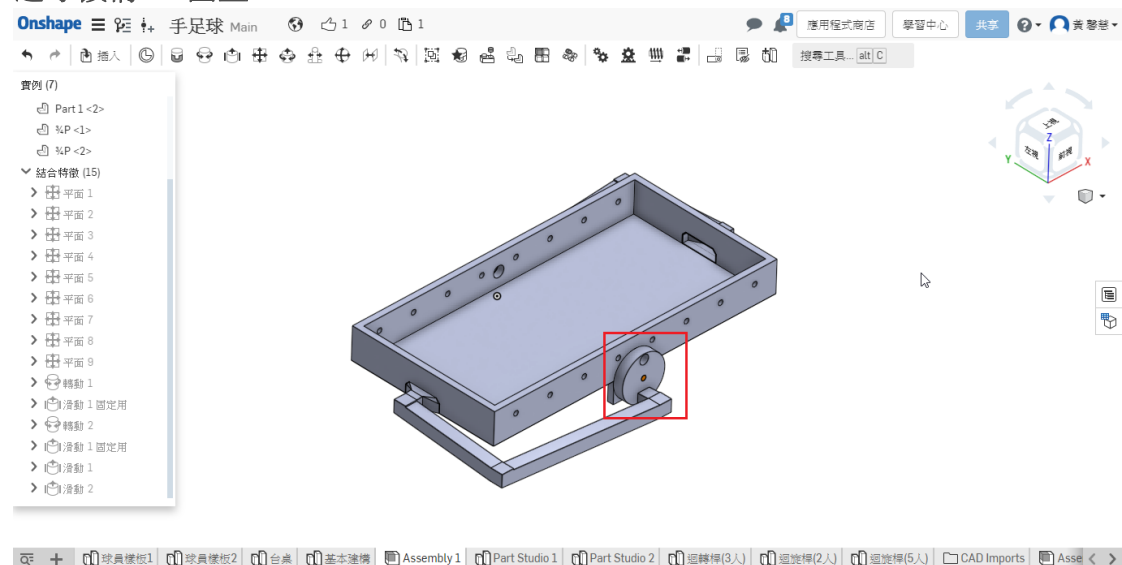 Onshape 手足球 Main 1 0 1 應用程式商店 學習中心 共享
插入 搜尋工具... alt C
實例 (7)
Part 1 <2>
¾P <1>
¾P <2>
結合特徵 (15)
平面 1
平面 2
平面 3
平面 4
平面 5
平面 6
平面 7
平面 8
平面 9
轉動 1
滑動 1 固定用
轉動 2
滑動 1 固定用
滑動 1
滑動 2
Z
左視 前視
Y X
球員樣板1 球員樣板2 台桌 基本建構 Assembly 1 Part Studio 1 Part Studio 2 迴轉桿(3人) 迴旋桿(2人) 迴旋桿(5人) CAD Imports Asse